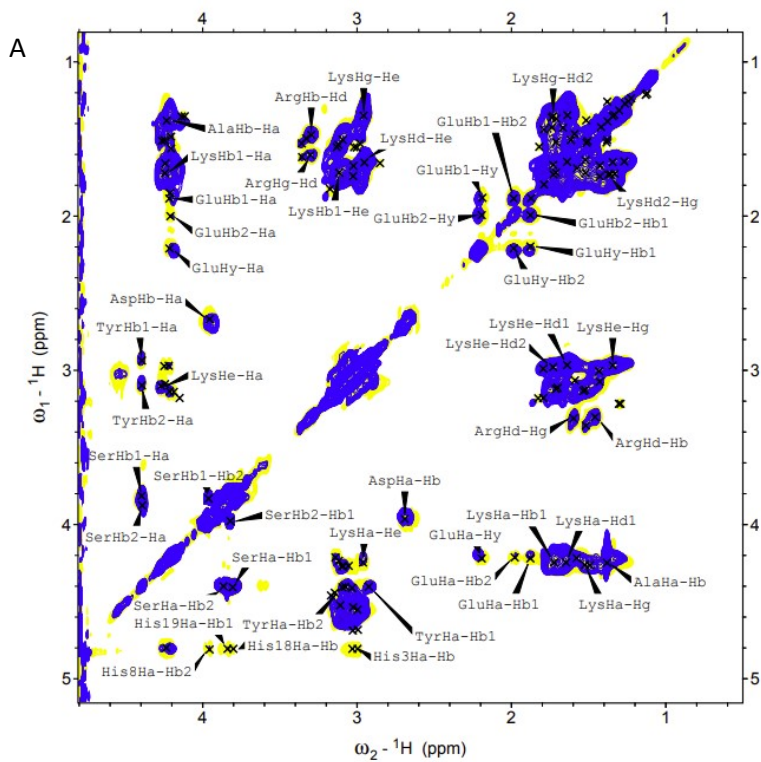 A
4
3
2
1
1
1
LysHg-He
ArgHb-Hd
LysHg-Hd2
AlaHb-Ha
GluHb1-Hb2
LysHd-He
LysHb1-Ha
GluHb1-Hy
ArgHg-Hd
GluHb1-Ha
LysHb1-He
LysHd2-Hg
2
GluHb2-Hy
GluHb2-Hb1
2
GluHb2-Ha
GluHy-Hb1
GluHy-Ha
GluHy-Hb2
AspHb-Ha
LysHe-Hd1
LysHe-Hg
TyrHb1-Ha
LysHe-Hd2
3
LysHe-Ha
3
TyrHb2-Ha
ArgHd-Hg
ArgHd-Hb
SerHb1-Ha
SerHb1-Hb2
AspHa-Hb
LysHa-Hb1
4
SerHb2-Hb1
LysHa-Hd1
4
SerHb2-Ha
LysHa-He
GluHa-Hy
SerHa-Hb1
GluHa-Hb2
AlaHa-Hb
SerHa-Hb2
GluHa-Hb1
LysHa-Hg
His19Ha-Hb1
TyrHa-Hb2
TyrHa-Hb1
His18Ha-Hb
His3Ha-Hb
His8Ha-Hb2
5
5
4
3
2
1
ω1 - 1H (ppm)
ω2 - 1H (ppm)